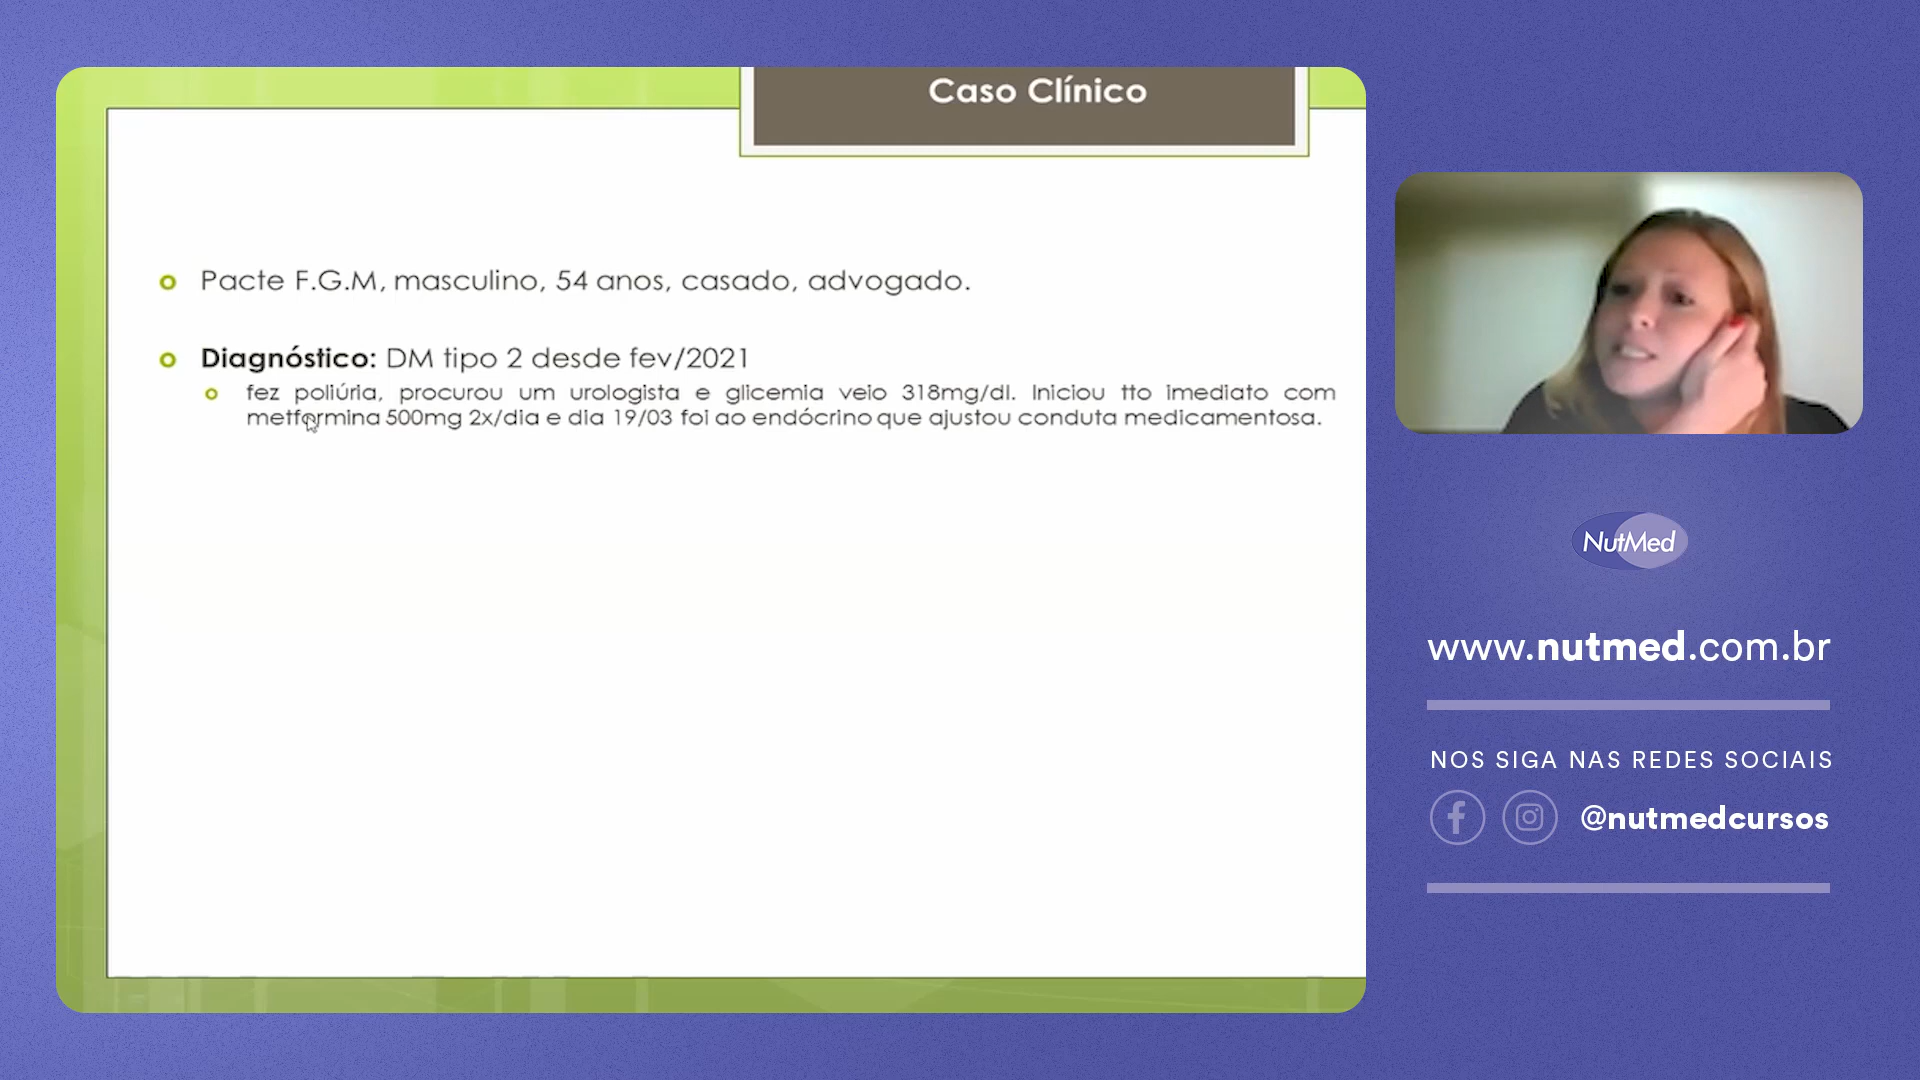 Caso Clínico
Pacte F.G.M, masculino, 54 anos, casado, advogado.
Diagnóstico: DM tipo 2 desde fev/2021
fez poliúria, procurou um urologista e glicemia veio 318mg/dl. Iniciou tto imediato com
metformina 500mg 2x/dia e dia 19/03 foi ao endócrino que ajustou conduta medicamentosa.
NutMed
www.nutmed.com.br
NOS SIGA NAS REDES SOCIAIS
@nutmedcursos